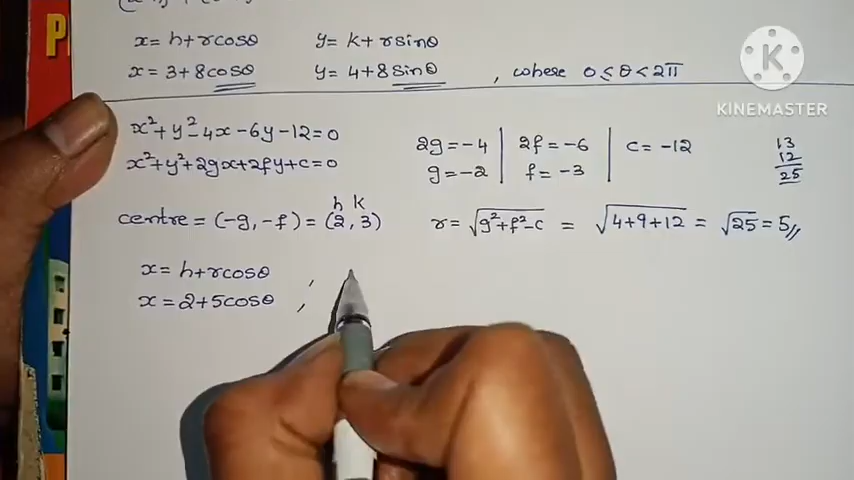 x = h+rcosθ y = k+rsinθ
x = 3+8cosθ y = 4+8sinθ , where 0≤θ<2π
K
KINEMASTER
x²+y²-4x-6y-12=0
x²+y²+2gx+2fy+c=0
2g=-4 | 2f=-6 | c=-12
g=-2 | f=-3 |
13
12
25
h k
centre = (-g,-f) = (2,3) r = √g²+f²-c = √4+9+12 = √25 = 5//
x = h+rcosθ ;
x = 2+5cosθ ;